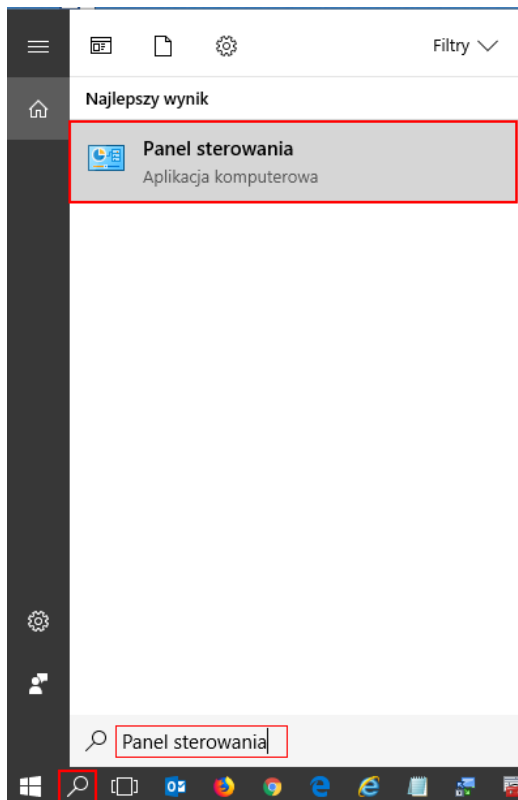 Filtry
Najlepszy wynik
Panel sterowania
Aplikacja komputerowa
Panel sterowania